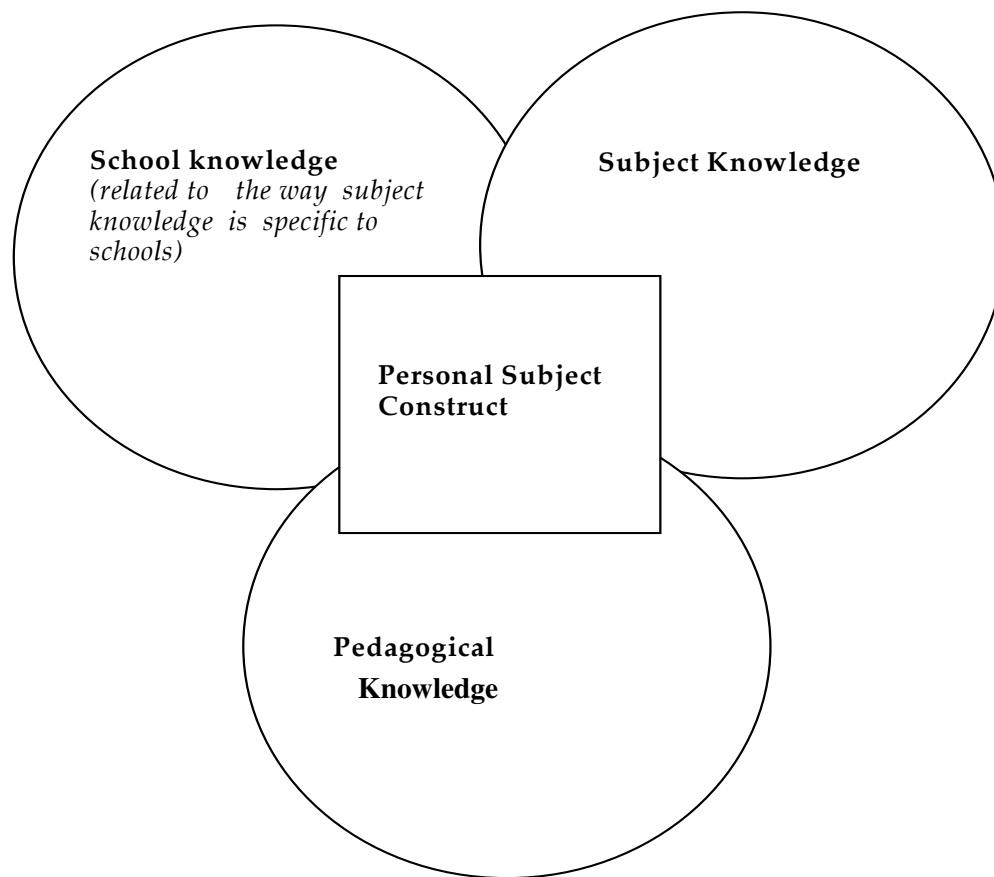 School knowledge
(related to the way subject
knowledge is specific to
schools)
Subject Knowledge
Personal Subject
Construct
Pedagogical
Knowledge